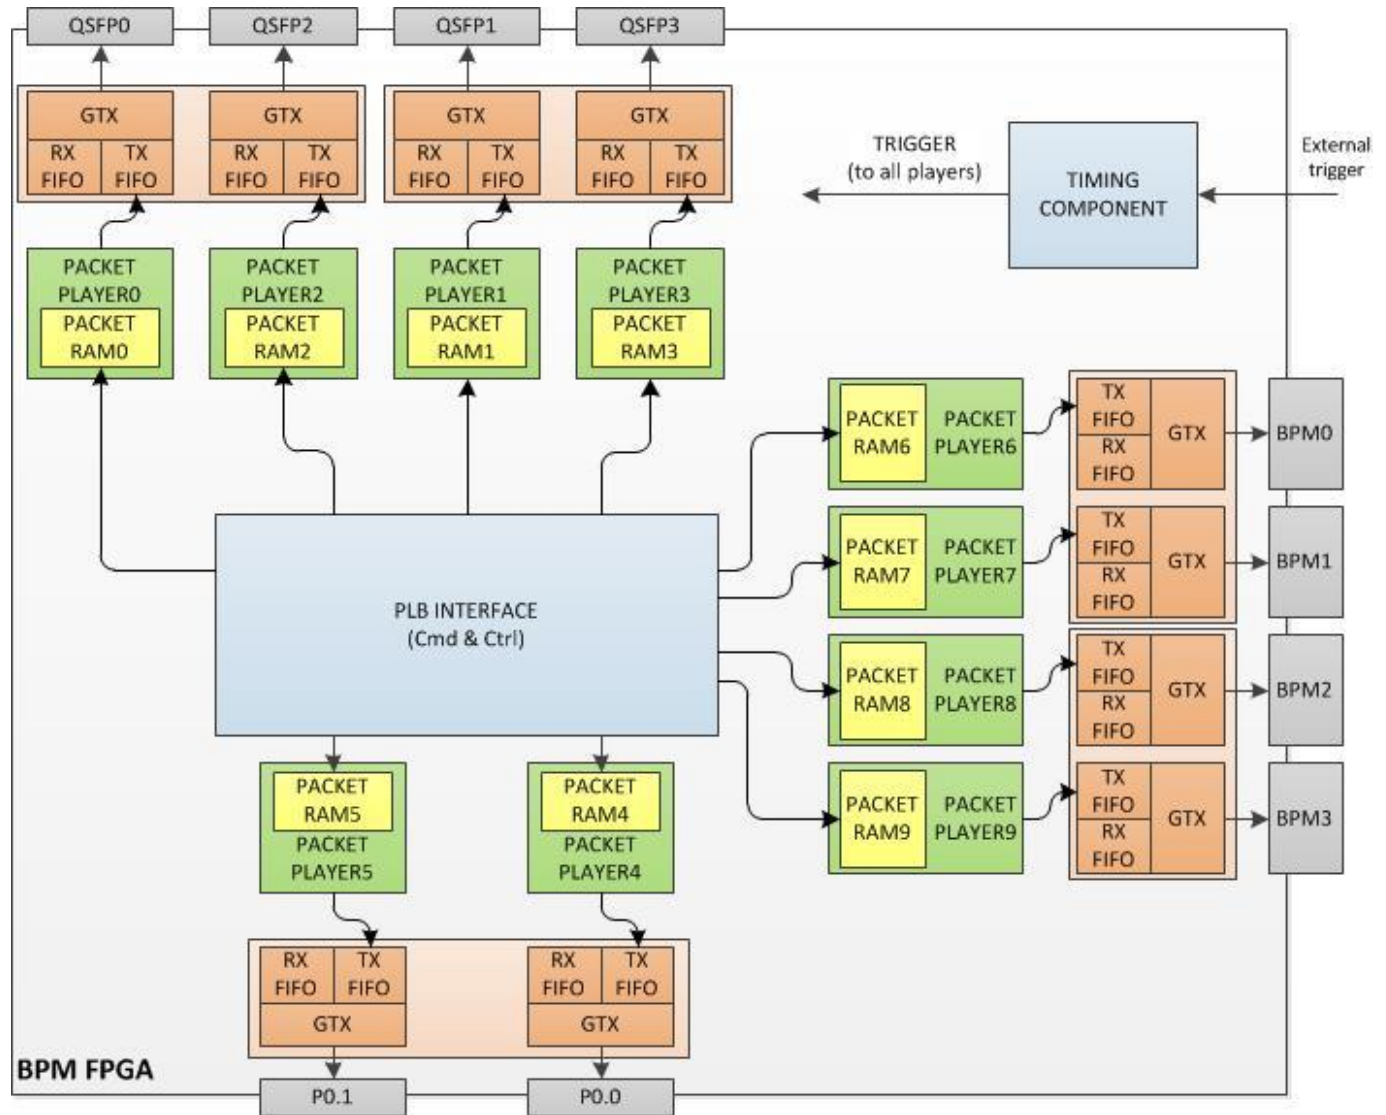 QSFP0
QSFP2
QSFP1
QSFP3
GTX
RX
FIFO
TX
FIFO
GTX
RX
FIFO
TX
FIFO
GTX
RX
FIFO
TX
FIFO
GTX
RX
FIFO
TX
FIFO
TRIGGER
(to all players)
TIMING
COMPONENT
External
trigger
PACKET
PLAYER0
PACKET
RAM0
PACKET
PLAYER2
PACKET
RAM2
PACKET
PLAYER1
PACKET
RAM1
PACKET
PLAYER3
PACKET
RAM3
PACKET
RAM6
PACKET
PLAYER6
TX
FIFO
RX
FIFO
GTX
BPM0
PACKET
RAM7
PACKET
PLAYER7
TX
FIFO
RX
FIFO
GTX
BPM1
PLB INTERFACE
(Cmd & Ctrl)
PACKET
RAM8
PACKET
PLAYER8
TX
FIFO
RX
FIFO
GTX
BPM2
PACKET
RAM9
PACKET
PLAYER9
TX
FIFO
RX
FIFO
GTX
BPM3
PACKET
RAM5
PACKET
PLAYER5
PACKET
RAM4
PACKET
PLAYER4
RX
FIFO
TX
FIFO
GTX
RX
FIFO
TX
FIFO
GTX
BPM FPGA
P0.1
P0.0